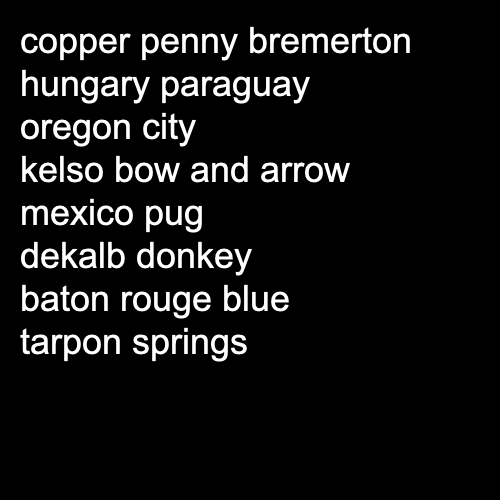 copper penny bremerton
hungary paraguay
oregon city
kelso bow and arrow
mexico pug
dekalb donkey
baton rouge blue
tarpon springs